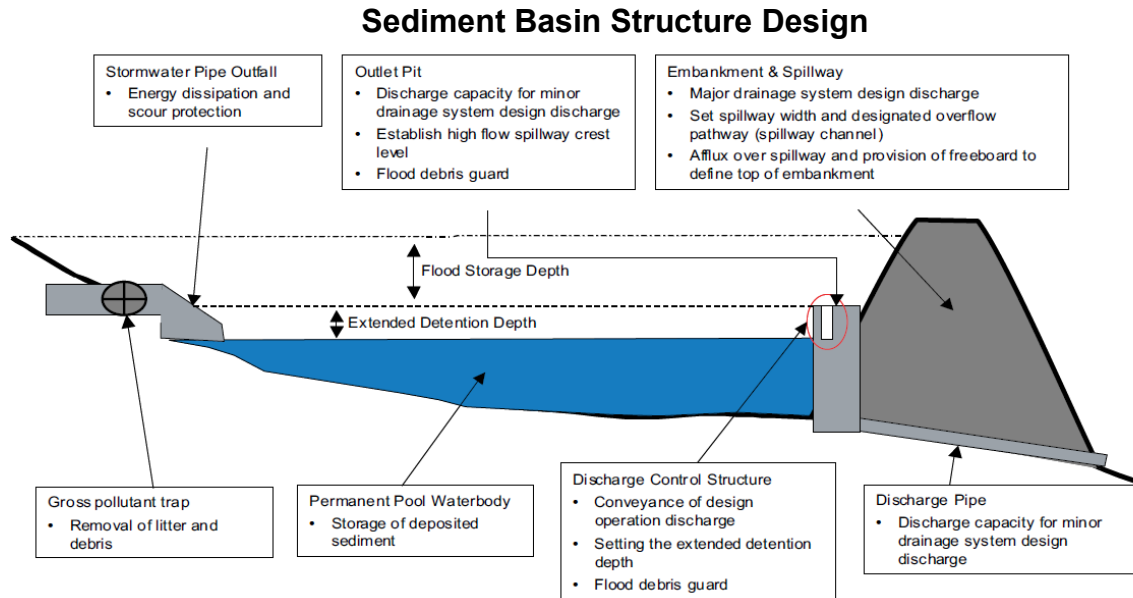 Sediment Basin Structure Design
Stormwater Pipe Outfall
• Energy dissipation and
scour protection
Outlet Pit
• Discharge capacity for minor
drainage system design discharge
• Establish high flow spillway crest
level
• Flood debris guard
Embankment & Spillway
• Major drainage system design discharge
• Set spillway width and designated overflow
pathway (spillway channel)
• Afflux over spillway and provision of freeboard to
define top of embankment
Flood Storage Depth
Extended Detention Depth
Gross pollutant trap
• Removal of litter and
debris
Permanent Pool Waterbody
• Storage of deposited
sediment
Discharge Control Structure
• Conveyance of design
operation discharge
• Setting the extended detention
depth
• Flood debris guard
Discharge Pipe
• Discharge capacity for minor
drainage system design
discharge